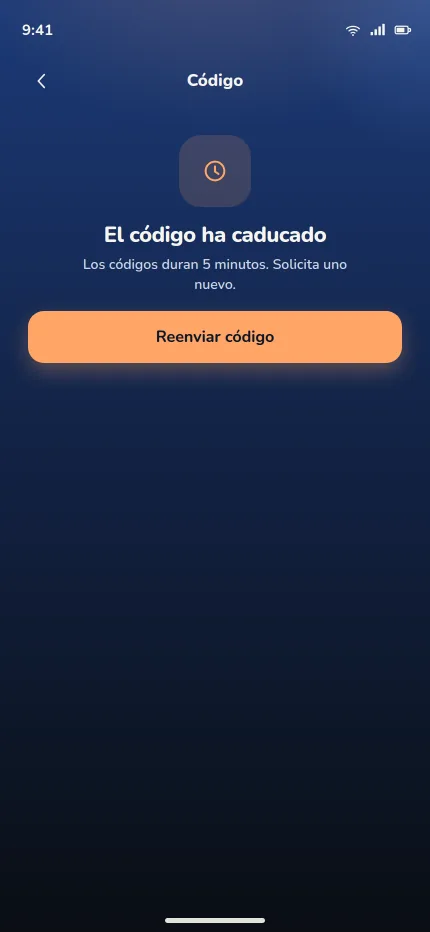 9:41
Código
El código ha caducado
Los códigos duran 5 minutos. Solicita uno
nuevo.
Reenviar código